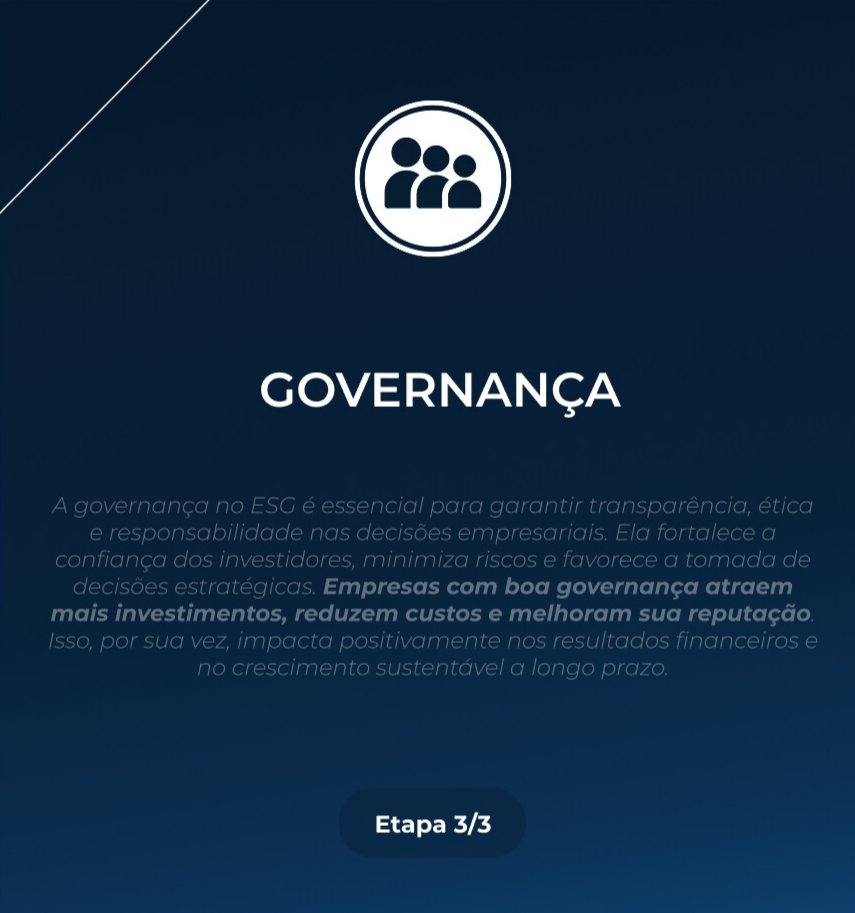 GOVERNANÇA
A governança no ESG é essencial para garantir transparência, ética
e responsabilidade nas decisões empresariais. Ela fortalece a
confiança dos investidores, minimiza riscos e favorece a tomada de
decisões estratégicas. Empresas com boa governança atraem
mais investimentos, reduzem custos e melhoram sua reputação.
Isso, por sua vez, impacta positivamente nos resultados financeiros e
no crescimento sustentável a longo prazo.
Etapa 3/3